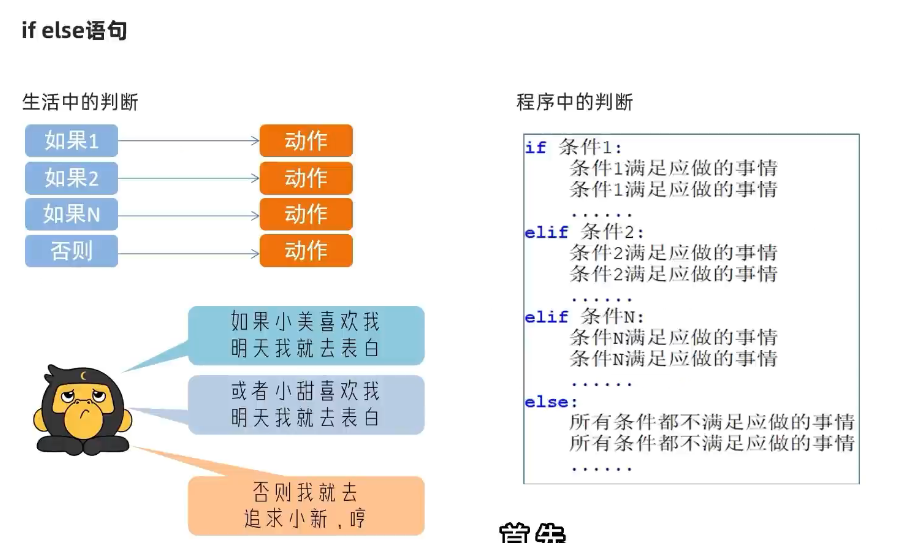 if else语句
生活中的判断
如果1
动作
如果2
动作
如果N
动作
否则
动作
如果小美喜欢我
明天我就去表白
或者小甜喜欢我
明天我就去表白
否则我就去
追求小新,哼
程序中的判断
if 条件1:
条件1满足应做的事情
条件1满足应做的事情
......
elif 条件2:
条件2满足应做的事情
条件2满足应做的事情
......
elif 条件N:
条件N满足应做的事情
条件N满足应做的事情
......
else:
所有条件都不满足应做的事情
所有条件都不满足应做的事情
......
首先